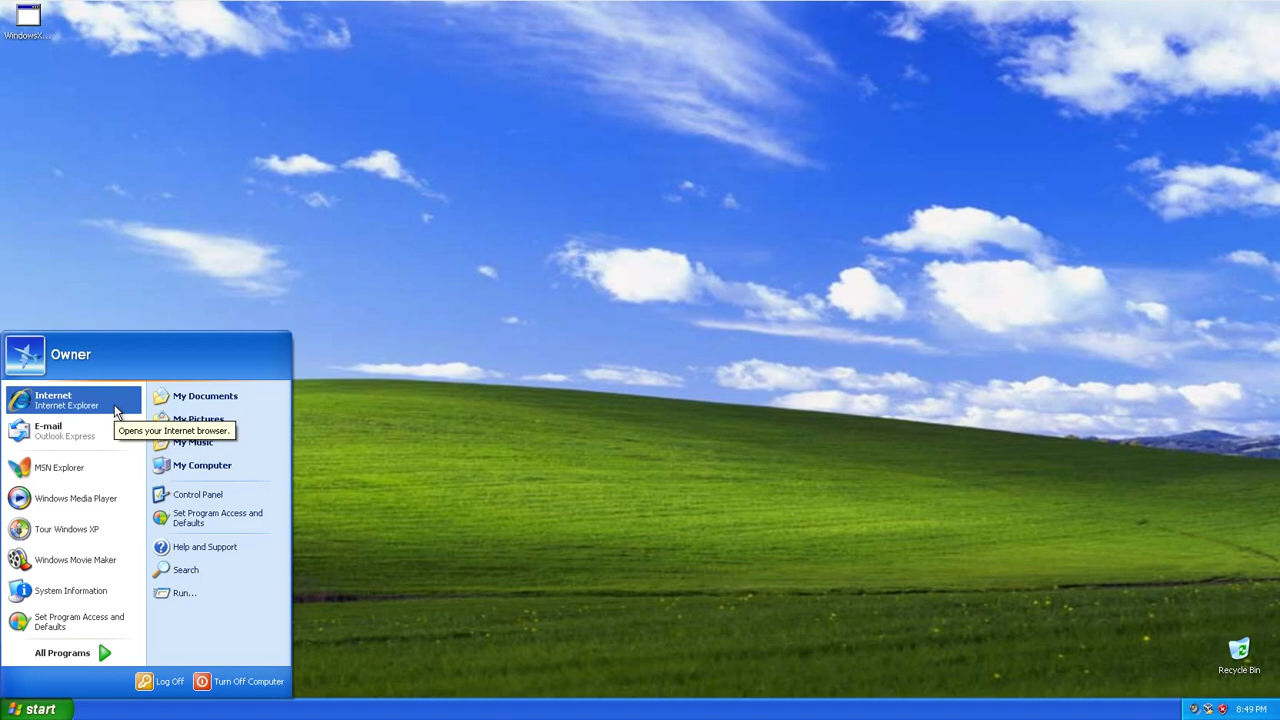 WindowsX...
Owner
Internet
Internet Explorer
E-mail
Outlook Express
MSN Explorer
Windows Media Player
Tour Windows XP
Windows Movie Maker
System Information
Set Program Access and
Defaults
All Programs
My Documents
My Pictures
Opens your Internet browser.
My Music
My Computer
Control Panel
Set Program Access and
Defaults
Help and Support
Search
Run...
Log Off
Turn Off Computer
Recycle Bin
start
8:49 PM